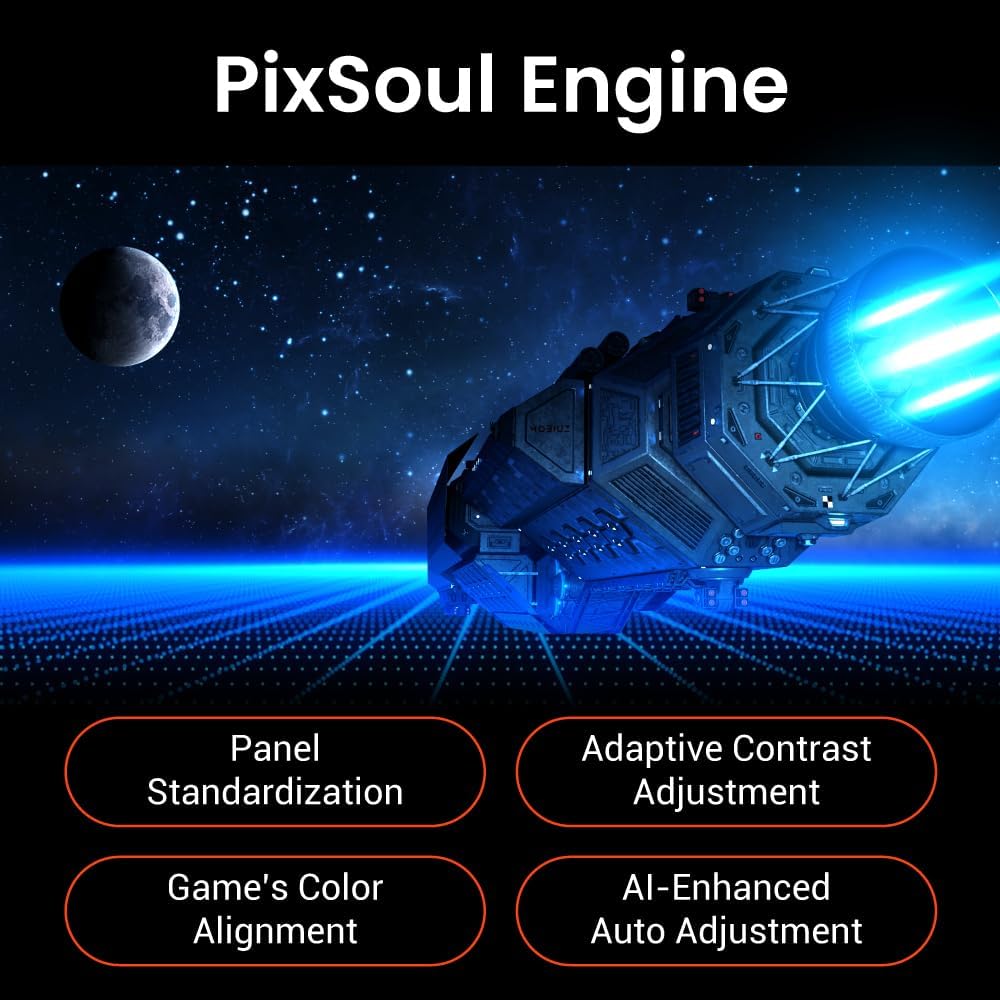 PixSoul Engine
Panel
Standardization
Adaptive Contrast
Adjustment
Game's Color
Alignment
AI-Enhanced
Auto Adjustment